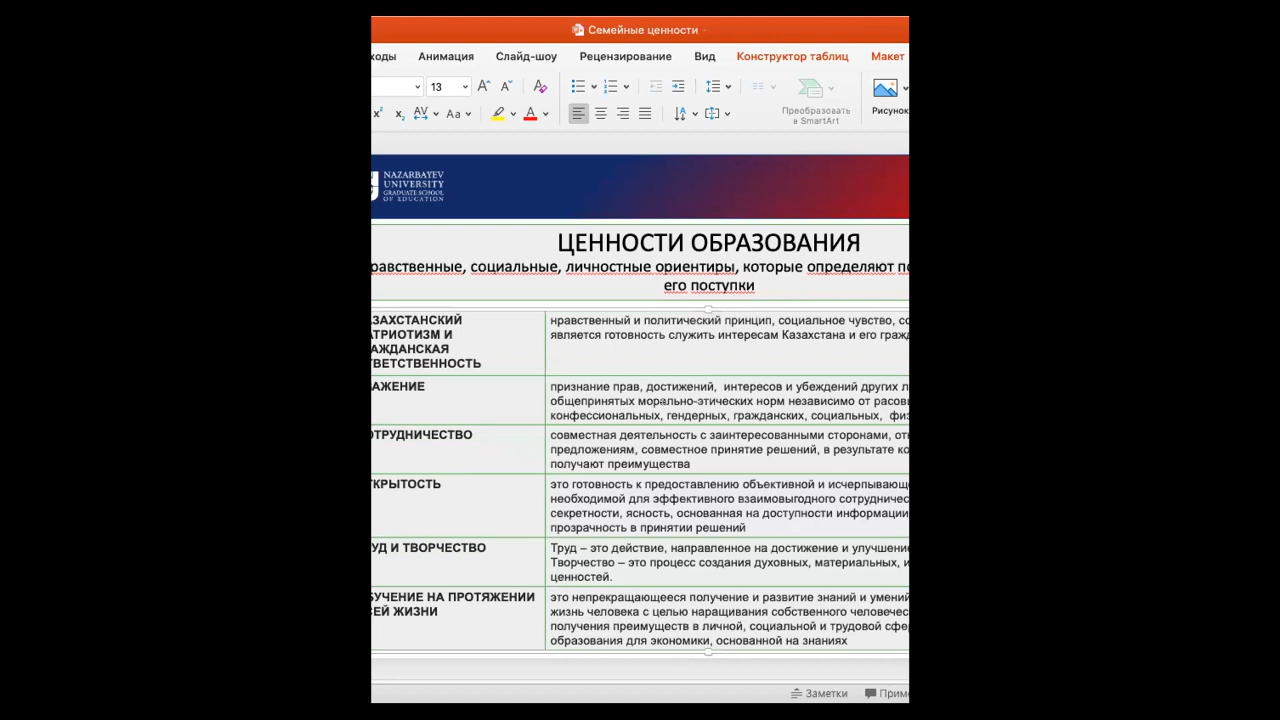 Семейные ценности
ходы Анимация Слайд-шоу Рецензирование Вид Конструктор таблиц Макет
13
Преобразовать
в SmartArt
Рисунок
NAZARBAYEV
UNIVERSITY
GRADUATE SCHOOL
OF EDUCATION
ЦЕННОСТИ ОБРАЗОВАНИЯ
равственные, социальные, личностные ориентиры, которые определяют
его поступки
ЗАХСТАНСКИЙ
АТРИОТИЗМ И
АЖДАНСКАЯ
ВЕТСТВЕННОСТЬ
нравственный и политический принцип, социальное чувство, со
является готовность служить интересам Казахстана и его гражд
АЖЕНИЕ
признание прав, достижений, интересов и убеждений других л
общепринятых морально-этических норм независимо от расов
конфессиональных, гендерных, гражданских, социальных, физ
ОТРУДНИЧЕСТВО
совместная деятельность с заинтересованными сторонами, отк
предложениям, совместное принятие решений, в результате ко
получают преимущества
КРЫТОСТЬ
это готовность к предоставлению объективной и исчерпывающе
необходимой для эффективного взаимовыгодного сотрудничес
секретности, ясность, основанная на доступности информации
прозрачность в принятии решений
УД И ТВОРЧЕСТВО
Труд – это действие, направленное на достижение и улучшение
Творчество – это процесс создания духовных, материальных, и
ценностей.
БУЧЕНИЕ НА ПРОТЯЖЕНИИ
СЕЙ ЖИЗНИ
это непрекращающееся получение и развитие знаний и умений
жизнь человека с целью наращивания собственного человечес
получения преимуществ в личной, социальной и трудовой сфе
образования для экономики, основанной на знаниях
Заметки Приме